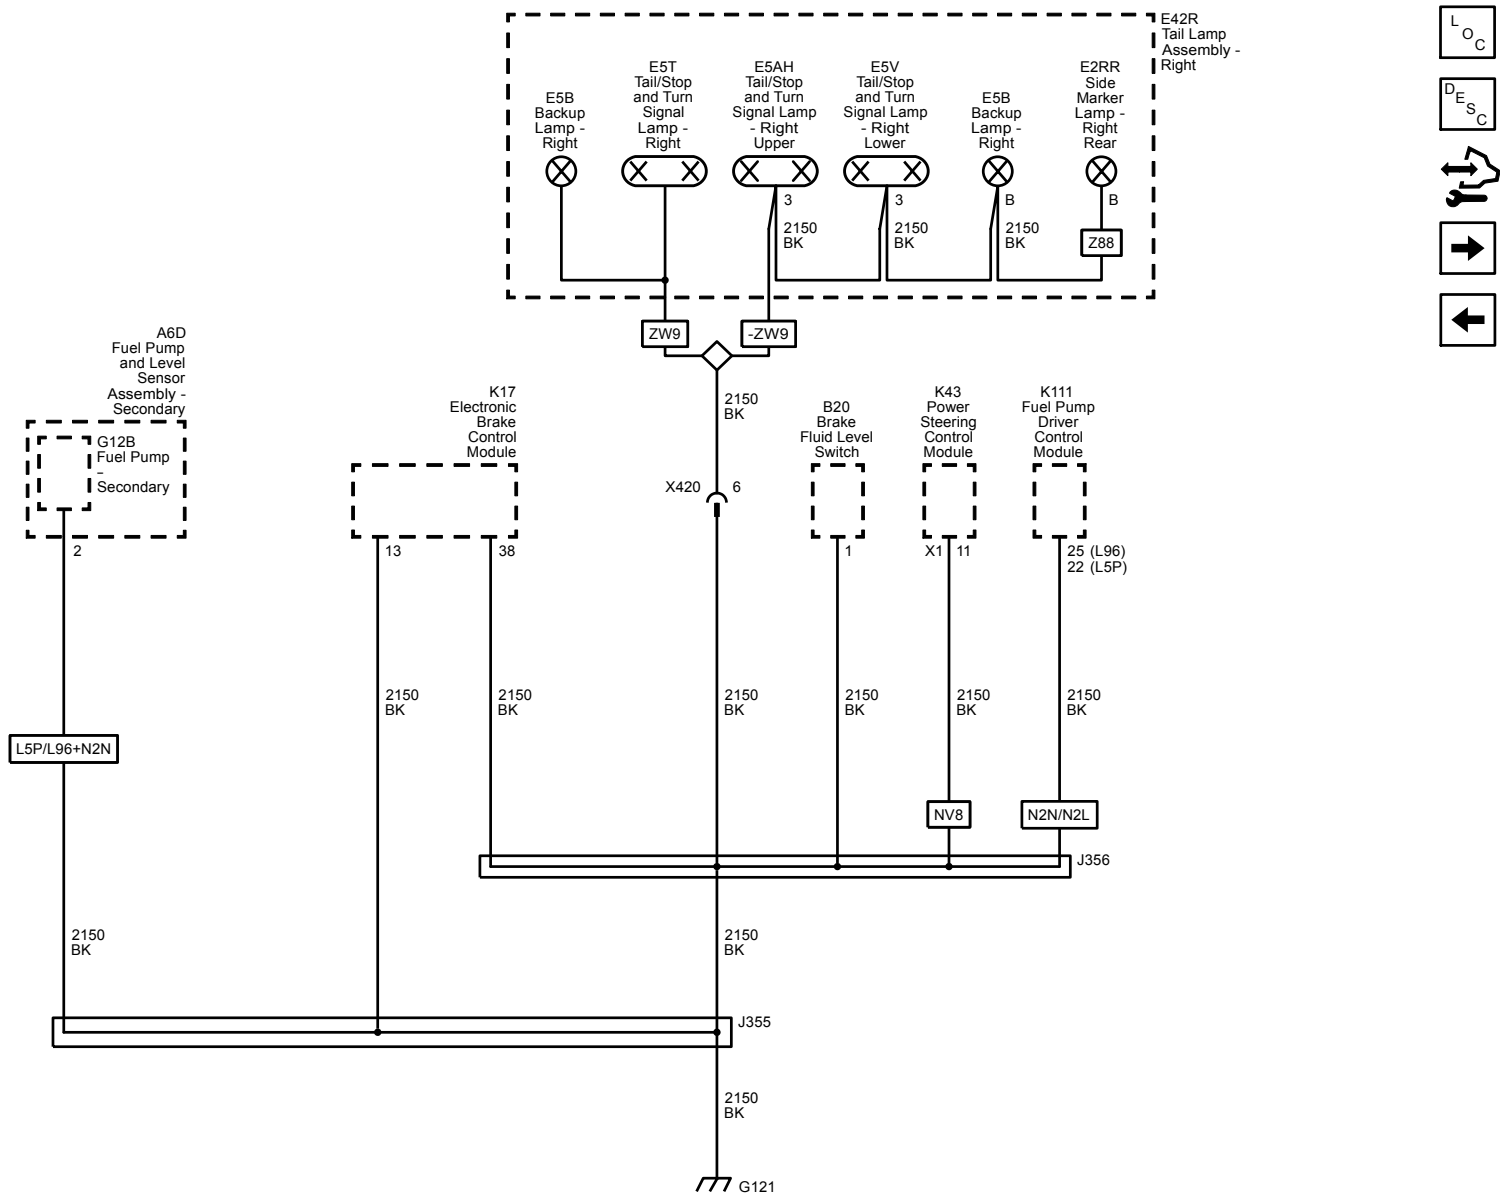 E42R
Tail Lamp
Assembly -
Right
L
O
C
E5B
Backup
Lamp -
Right
E5T
Tail/Stop
and Turn
Signal
Lamp -
Right
E5AH
Tail/Stop
and Turn
Signal Lamp
- Right
Upper
E5V
Tail/Stop
and Turn
Signal Lamp
- Right
Lower
E5B
Backup
Lamp -
Right
E2RR
Side
Marker
Lamp -
Right
Rear
D
E
S
C
3
2150
BK
3
2150
BK
B
2150
BK
B
Z88
ZW9
-ZW9
2150
BK
A6D
Fuel Pump
and Level
Sensor
Assembly -
Secondary
G12B
Fuel Pump
–
Secondary
2
K17
Electronic
Brake
Control
Module
13
38
X420
6
B20
Brake
Fluid Level
Switch
1
K43
Power
Steering
Control
Module
X1
11
K111
Fuel Pump
Driver
Control
Module
25 (L96)
22 (L5P)
2150
BK
2150
BK
2150
BK
2150
BK
2150
BK
2150
BK
L5P/L96+N2N
NV8
N2N/N2L
J356
2150
BK
2150
BK
J355
2150
BK
G121